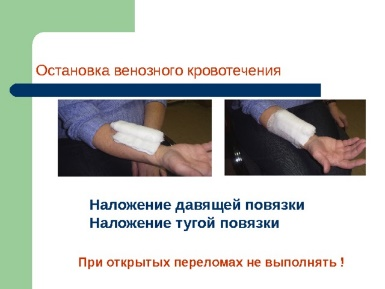 Остановка венозного кровотечения
Наложение давящей повязки
Наложение тугой повязки
При открытых переломах не выполнять !